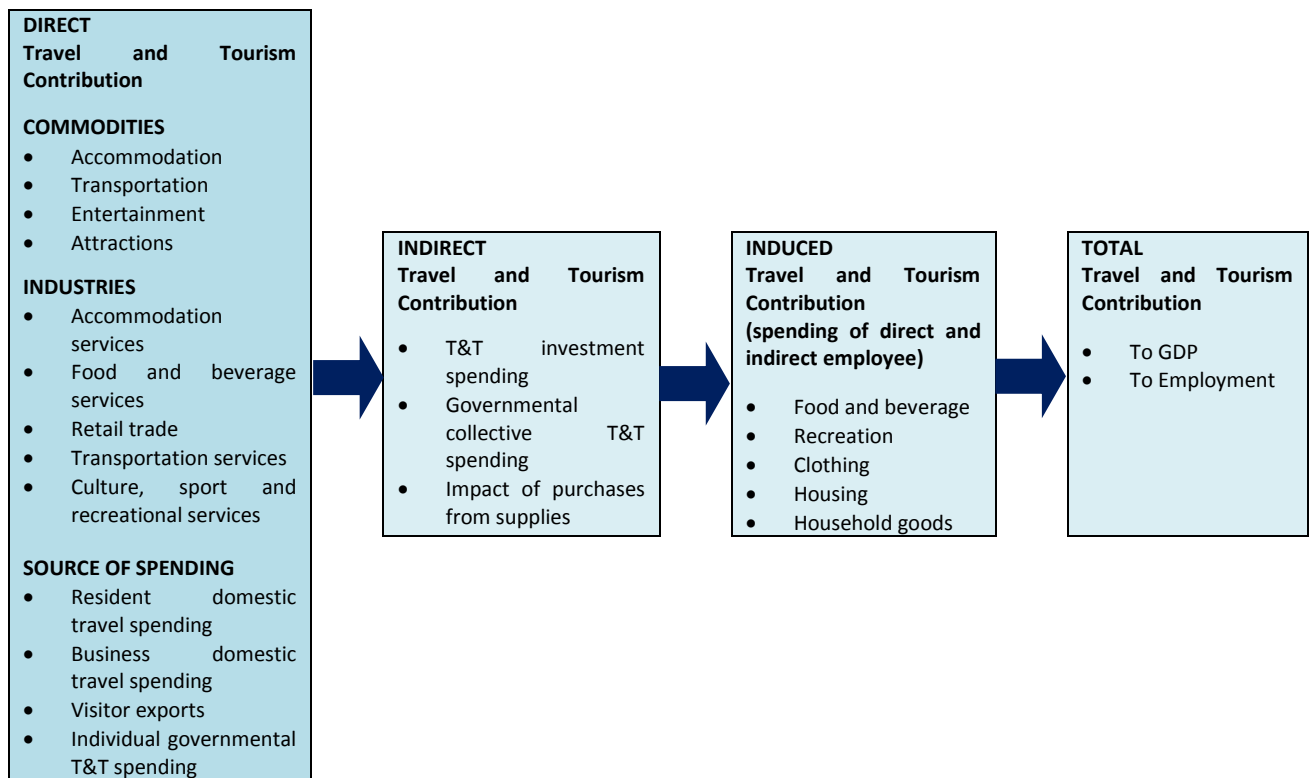 DIRECT
Travel and Tourism
Contribution
COMMODITIES
• Accommodation
• Transportation
• Entertainment
• Attractions
INDUSTRIES
• Accommodation
services
• Food and beverage
services
• Retail trade
• Transportation services
• Culture, sport and
recreational services
SOURCE OF SPENDING
• Resident domestic
travel spending
• Business domestic
travel spending
• Visitor exports
• Individual governmental
T&T spending
INDIRECT
Travel and Tourism
Contribution
• T&T investment
spending
• Governmental
collective T&T
spending
• Impact of purchases
from supplies
INDUCED
Travel and Tourism
Contribution
(spending of direct and
indirect employee)
• Food and beverage
• Recreation
• Clothing
• Housing
• Household goods
TOTAL
Travel and Tourism
Contribution
• To GDP
• To Employment